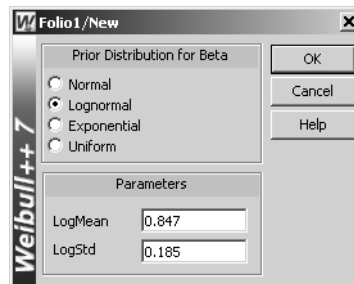 Folio1/New
Prior Distribution for Beta
Normal
Lognormal
Exponential
Uniform
Parameters
LogMean 0.847
LogStd 0.185
OK
Cancel
Help
Weibull++ 7